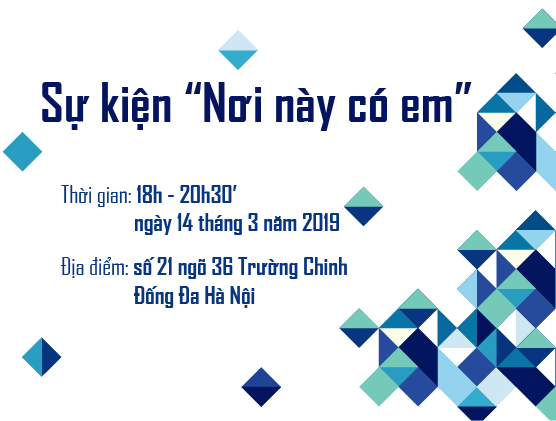 Sự kiện “Nơi này có em”
Thời gian: 18h - 20h30’
ngày 14 tháng 3 năm 2019
Địa điểm: số 21 ngõ 36 Trường Chinh
Đống Đa Hà Nội